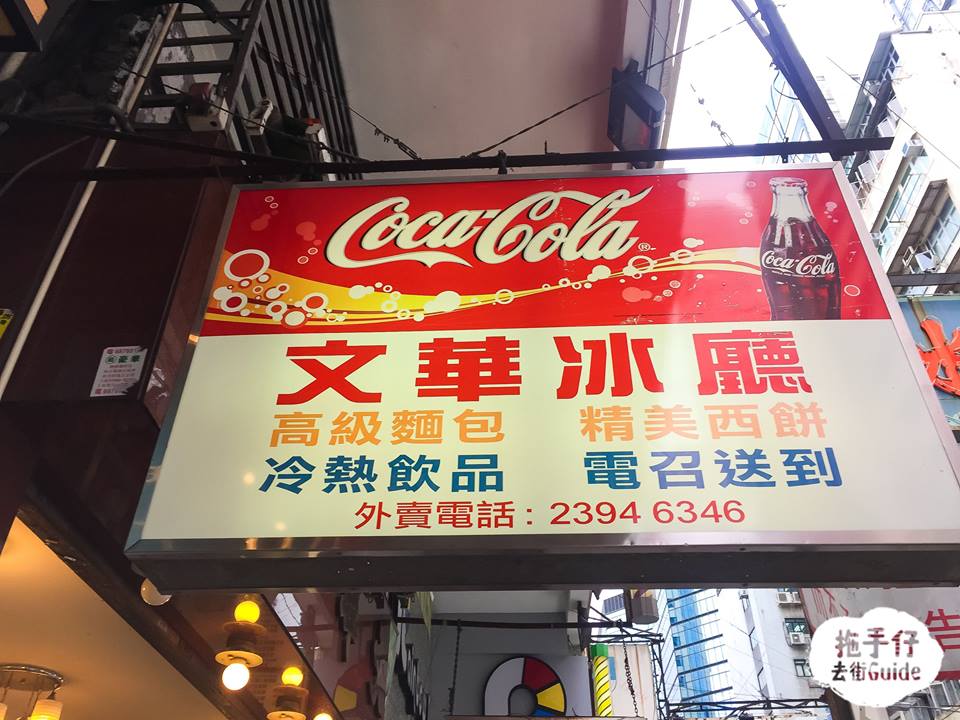 Coca-Cola®
Coca-Cola
文華冰廳
高級麵包 精美西餅
冷熱飲品 電召送到
外賣電話：2394 6346
告
拖手仔
去街Guide